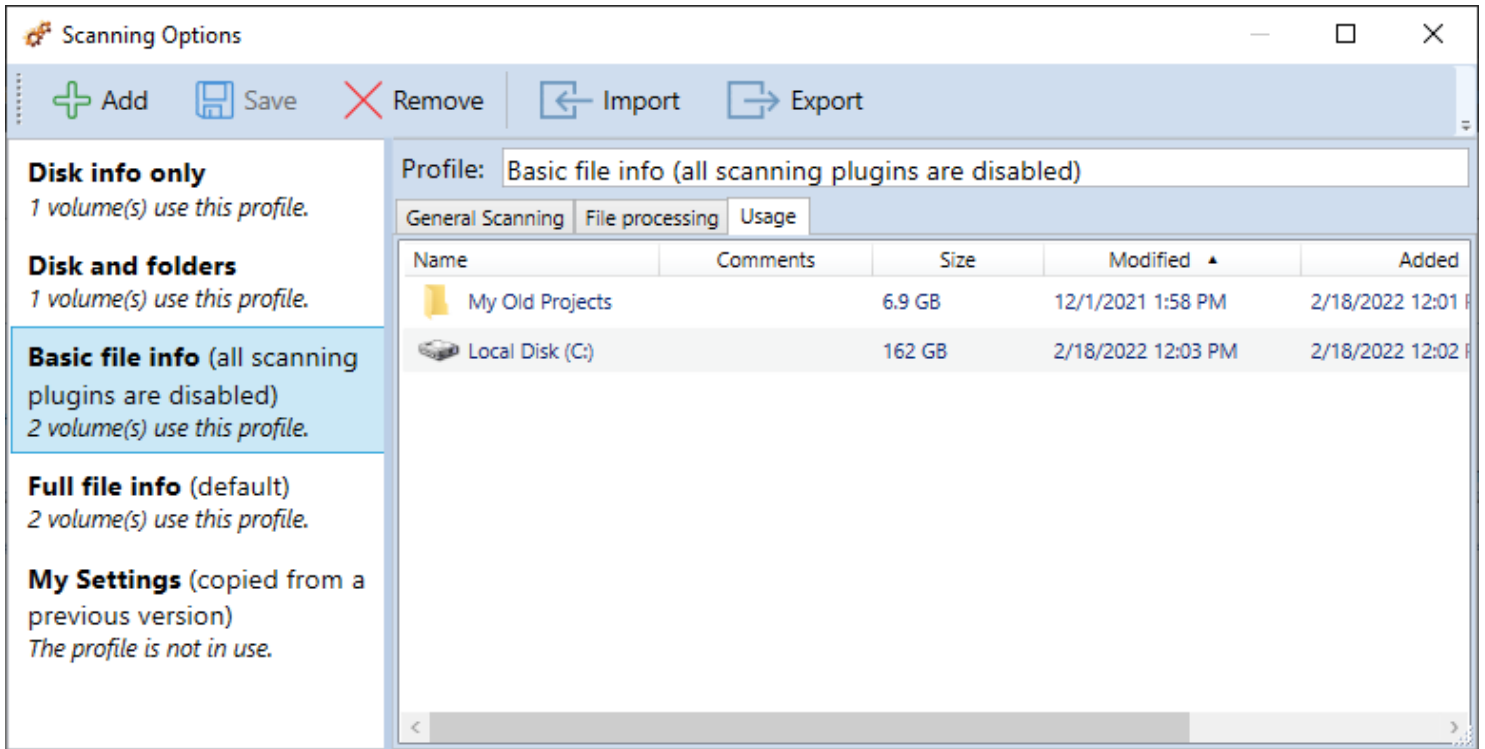 Scanning Options
Add Save Remove Import Export
Disk info only
1 volume(s) use this profile.
Disk and folders
1 volume(s) use this profile.
Basic file info (all scanning
plugins are disabled)
2 volume(s) use this profile.
Full file info (default)
2 volume(s) use this profile.
My Settings (copied from a
previous version)
The profile is not in use.
Profile: Basic file info (all scanning plugins are disabled)
General Scanning File processing Usage
Name Comments Size Modified Added
My Old Projects 6.9 GB 12/1/2021 1:58 PM 2/18/2022 12:01
Local Disk (C:) 162 GB 2/18/2022 12:03 PM 2/18/2022 12:02